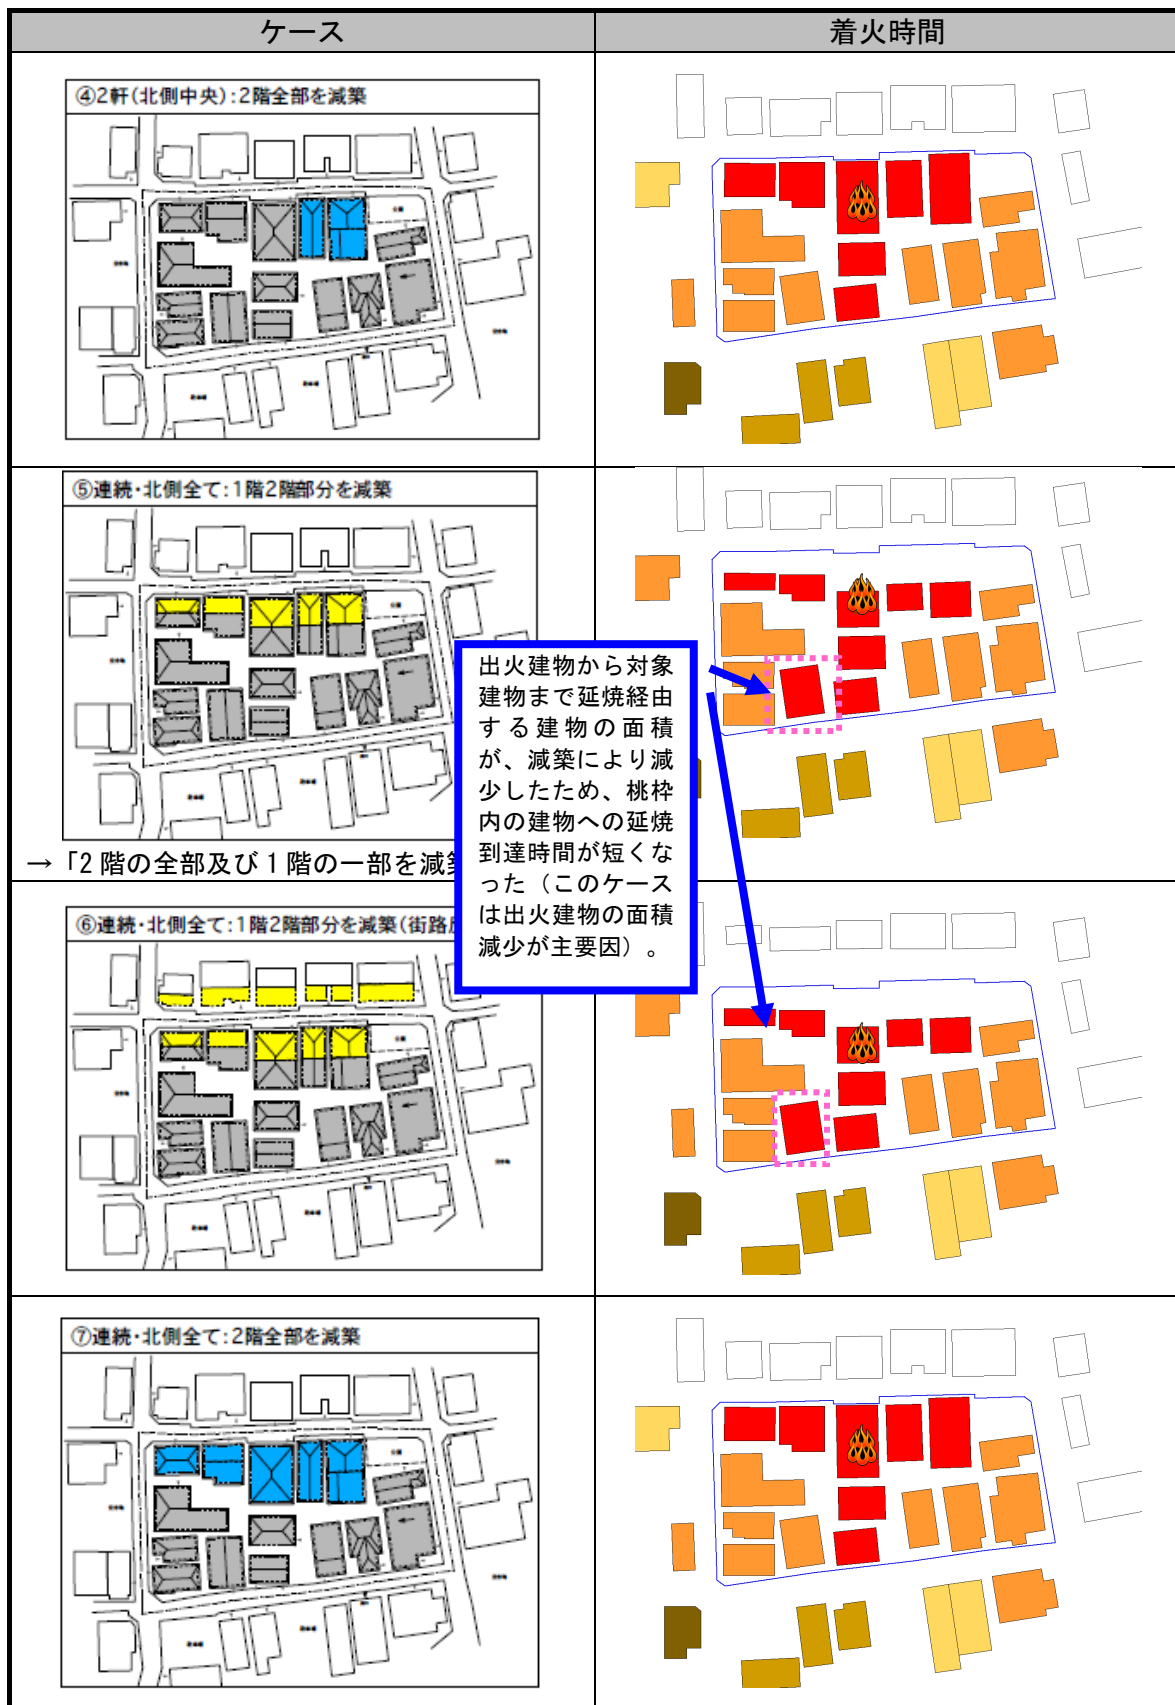 ケース
着火時間
④2軒(北側中央):2階全部を減築
⑤連続・北側全て:1階2階部分を減築
→「2 階の全部及び 1 階の一部を減築
出火建物から対象
建物まで延焼経由
する建物の面積
が、減築により減
少したため、桃枠
内の建物への延焼
到達時間が短くな
った（このケース
は出火建物の面積
減少が主要因）。
⑥連続・北側全て:1階2階部分を減築(街路
⑦連続・北側全て:2階全部を減築